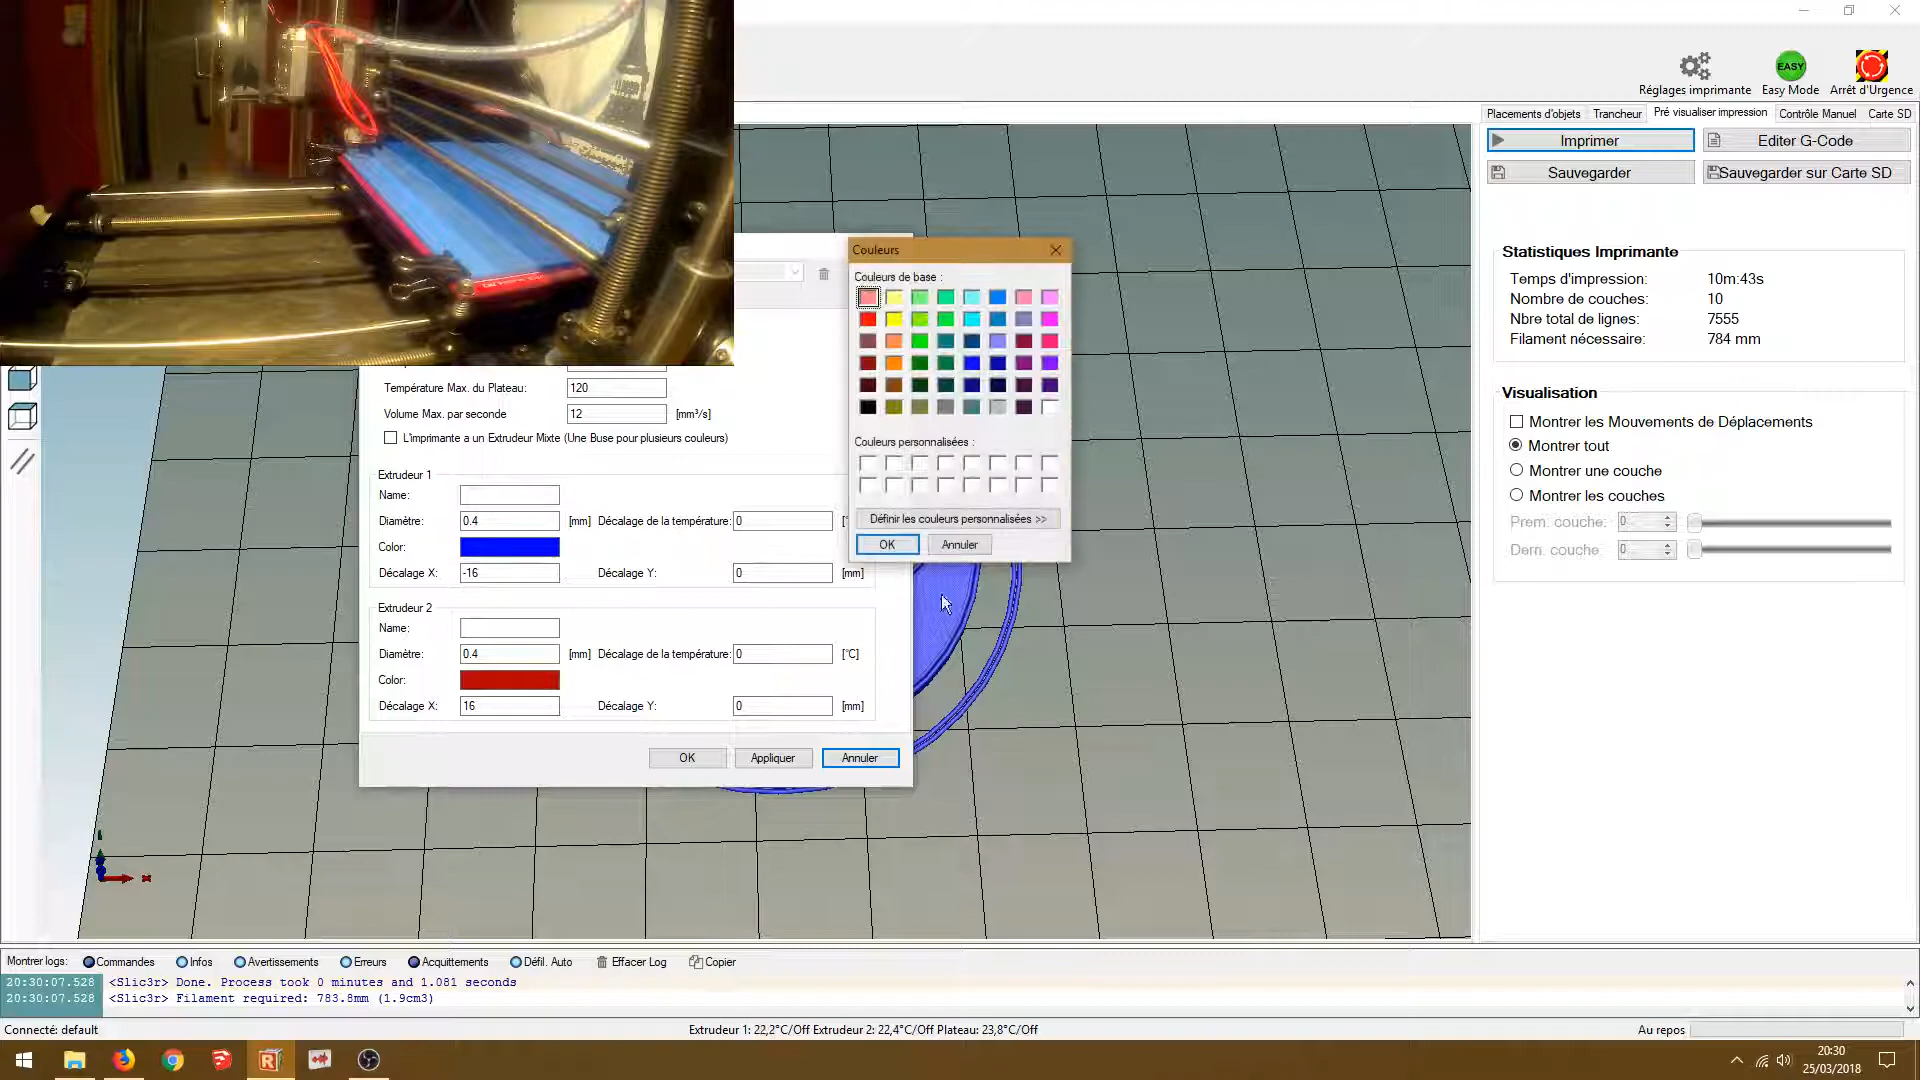 Réglages imprimante
EASY
Easy Mode
Arrêt d'Urgence
Placements d'objets
Trancheur
Pré visualiser impression
Contrôle Manuel
Carte SD
Imprimer
Editer G-Code
Sauvegarder
Sauvegarder sur Carte SD
Statistiques Imprimante
Temps d'impression: 10m:43s
Nombre de couches: 10
Nbre total de lignes: 7555
Filament nécessaire: 784 mm
Visualisation
Montrer les Mouvements de Déplacements
Montrer tout
Montrer une couche
Montrer les couches
Prem. couche: 0
Dern. couche: 0
Couleurs
Couleurs de base :
Couleurs personnalisées :
Définir les couleurs personnalisées >>
OK
Annuler
Température Max. du Plateau: 120
Volume Max. par seconde 12 [mm³/s]
L'imprimante a un Extrudeur Mixte (Une Buse pour plusieurs couleurs)
Extrudeur 1
Name:
Diamètre: 0.4 [mm] Décalage de la température: 0
Color:
Décalage X: -16 Décalage Y: 0 [mm]
Extrudeur 2
Name:
Diamètre: 0.4 [mm] Décalage de la température: 0 [°C]
Color:
Décalage X: 16 Décalage Y: 0 [mm]
OK
Appliquer
Annuler
Montrer logs: Commandes Infos Avertissements Erreurs Acquittements Défil. Auto Effacer Log Copier
20:30:07.528 <Slic3r> Done. Process took 0 minutes and 1.081 seconds
20:30:07.528 <Slic3r> Filament required: 783.8mm (1.9cm3)
Connecté: default
Extrudeur 1: 22,2°C/Off Extrudeur 2: 22,4°C/Off Plateau: 23,8°C/Off
Au repos
20:30
25/03/2018